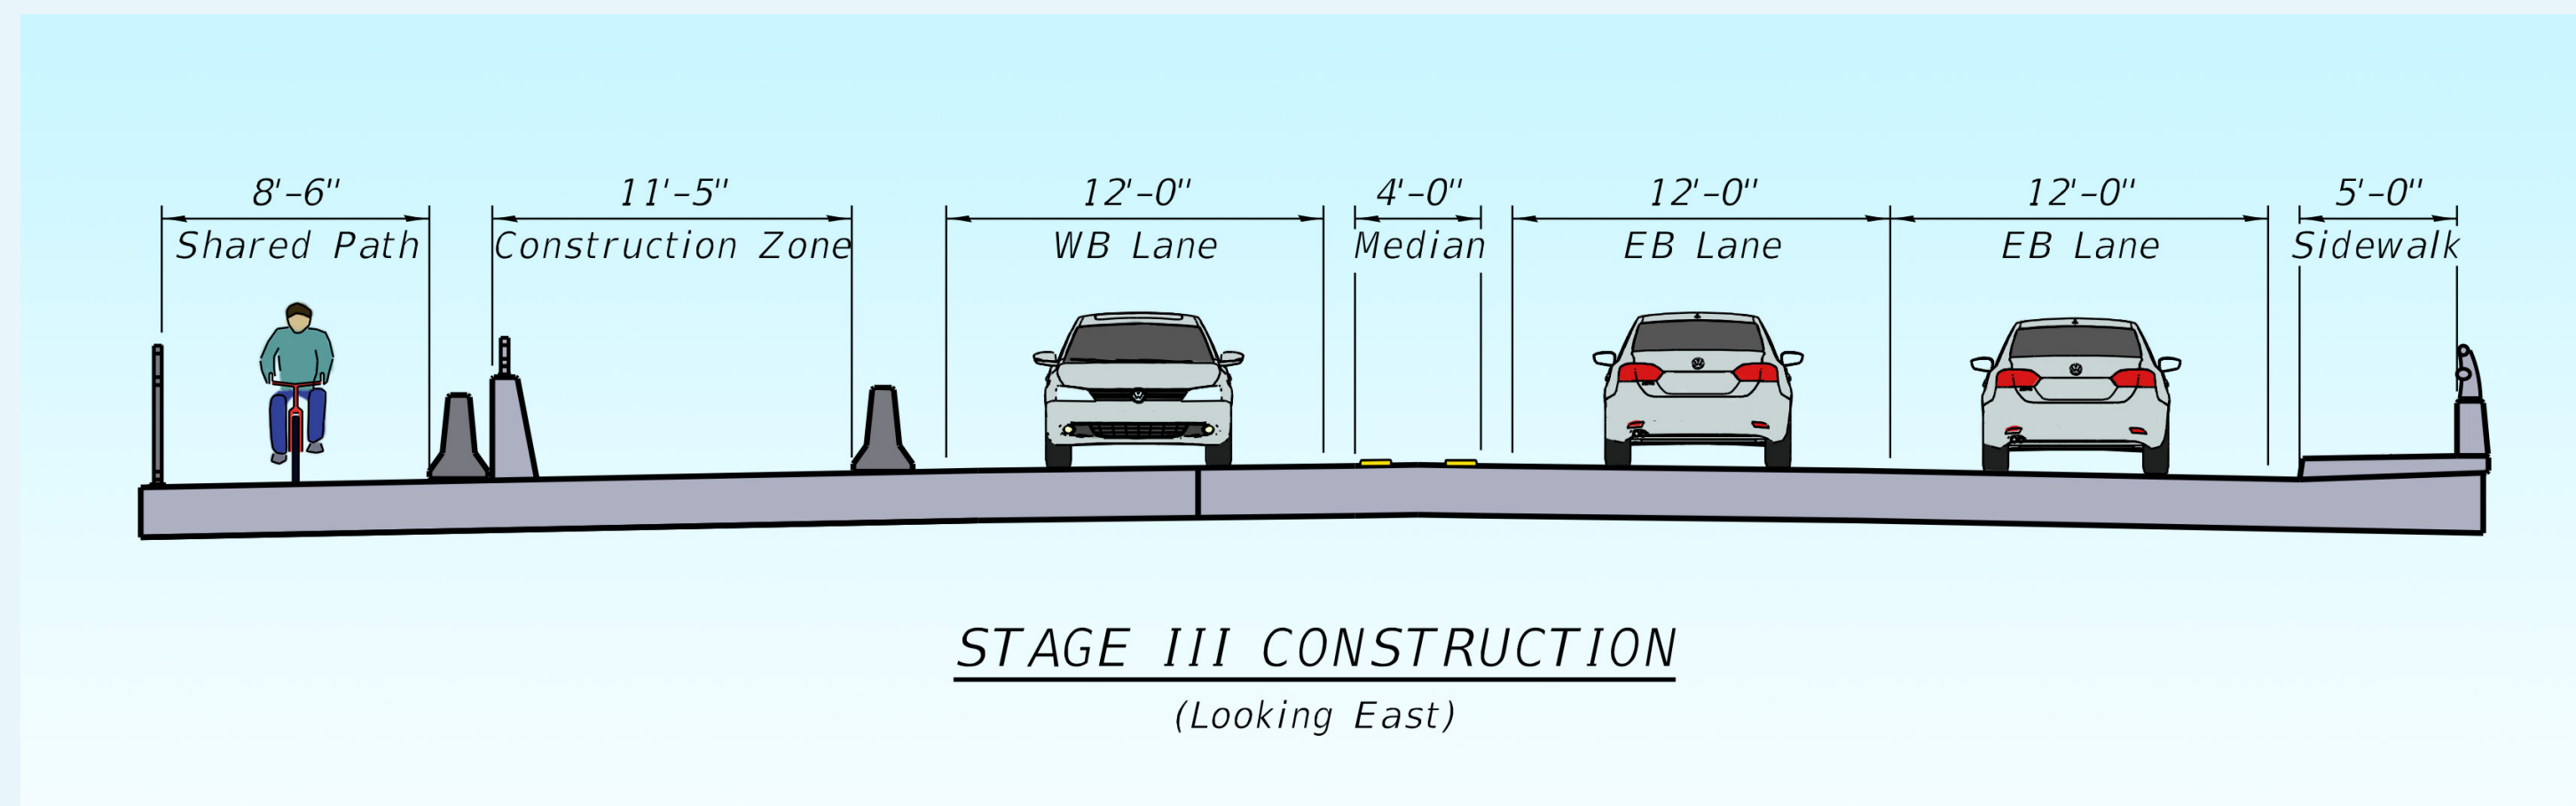 8'-6" 11'-5" 12'-0" 4'-0" 12'-0" 12'-0" 5'-0"
Shared Path Construction Zone WB Lane Median EB Lane EB Lane Sidewalk
STAGE III CONSTRUCTION
(Looking East)